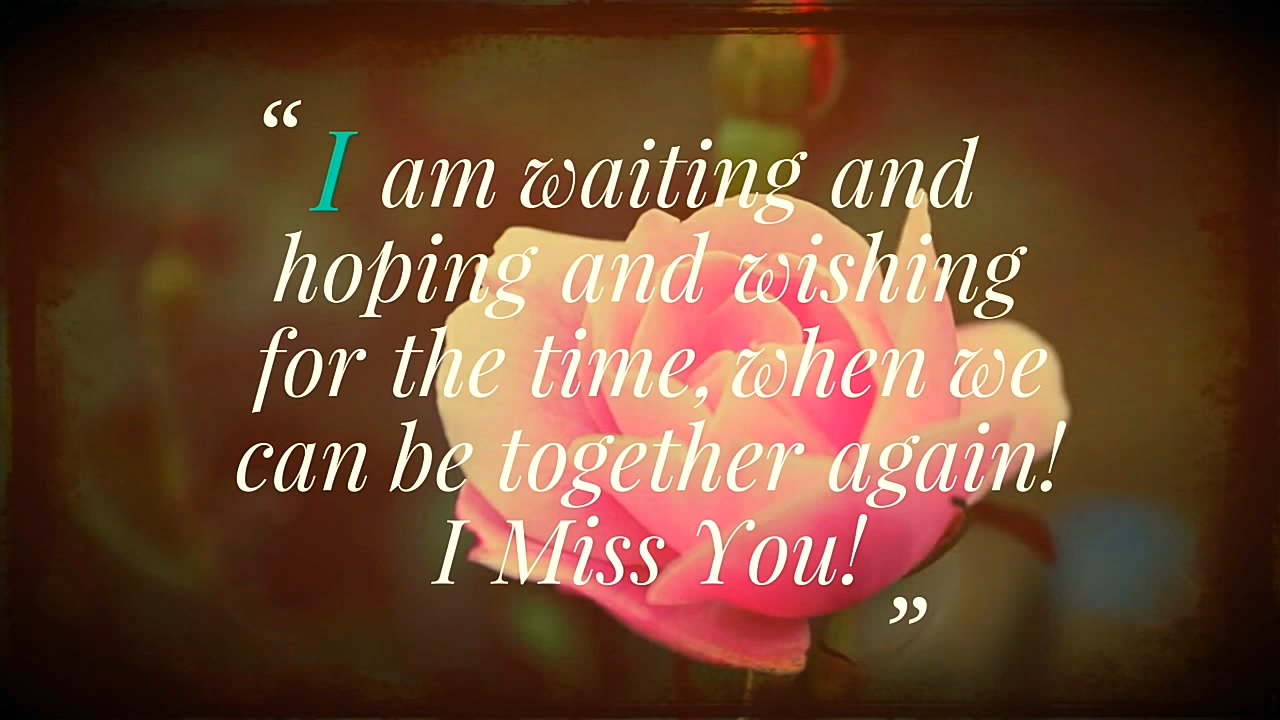 “ I am waiting and
hoping and wishing
for the time, when we
can be together again!
I Miss You! ”